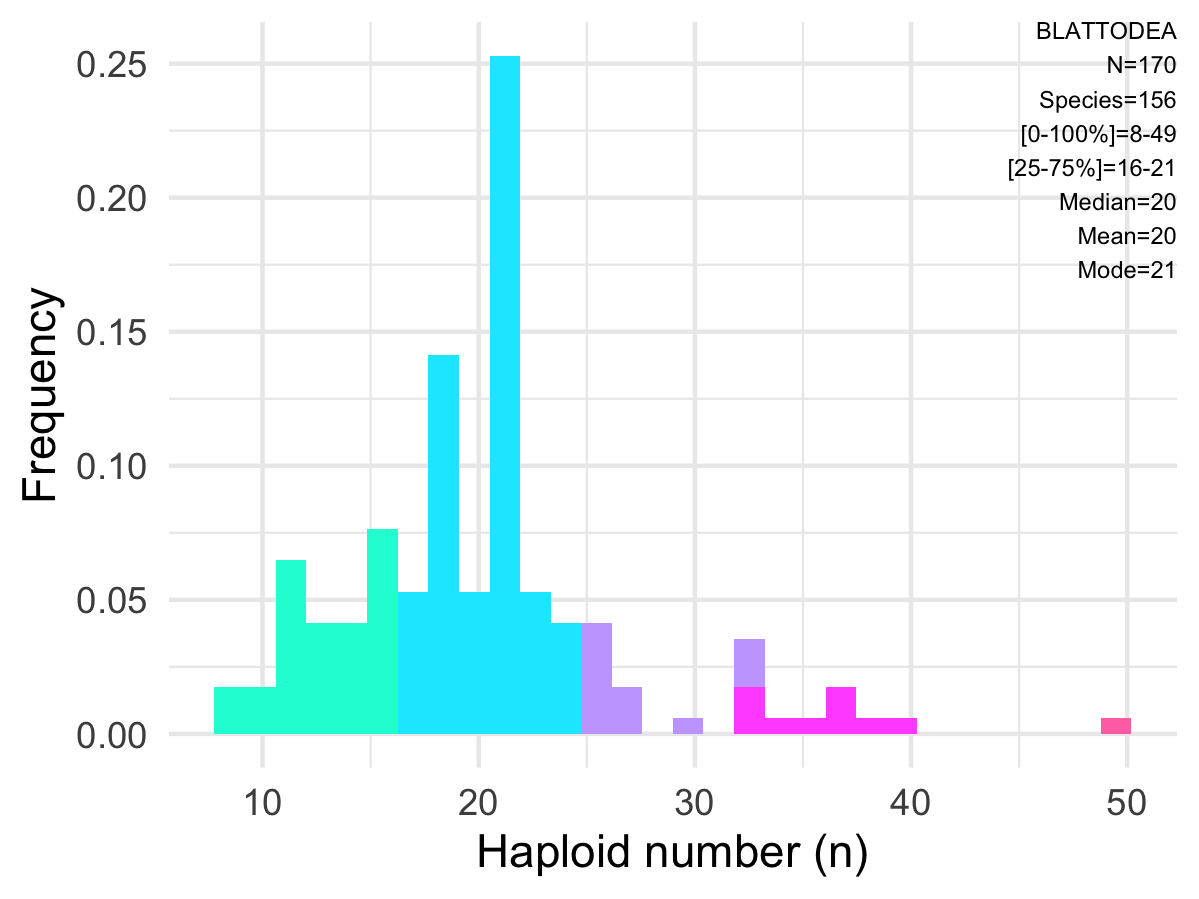 BLATTODEA
N=170
Species=156
[0-100%]=8-49
[25-75%]=16-21
Median=20
Mean=20
Mode=21
Frequency
0.25
0.20
0.15
0.10
0.05
0.00
10 20 30 40 50
Haploid number (n)